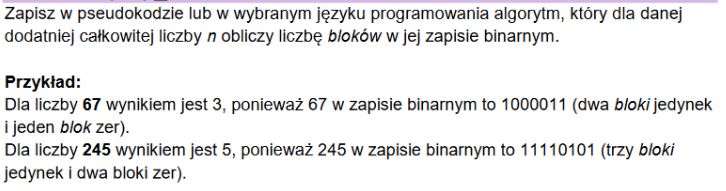 Zapisz w pseudokodzie lub w wybranym języku programowania algorytm, który dla danej
dodatniej całkowitej liczby n obliczy liczbę bloków w jej zapisie binarnym.
Przykład:
Dla liczby 67 wynikiem jest 3, ponieważ 67 w zapisie binarnym to 1000011 (dwa bloki jedynek
i jeden blok zer).
Dla liczby 245 wynikiem jest 5, ponieważ 245 w zapisie binarnym to 11110101 (trzy bloki
jedynek i dwa bloki zer).